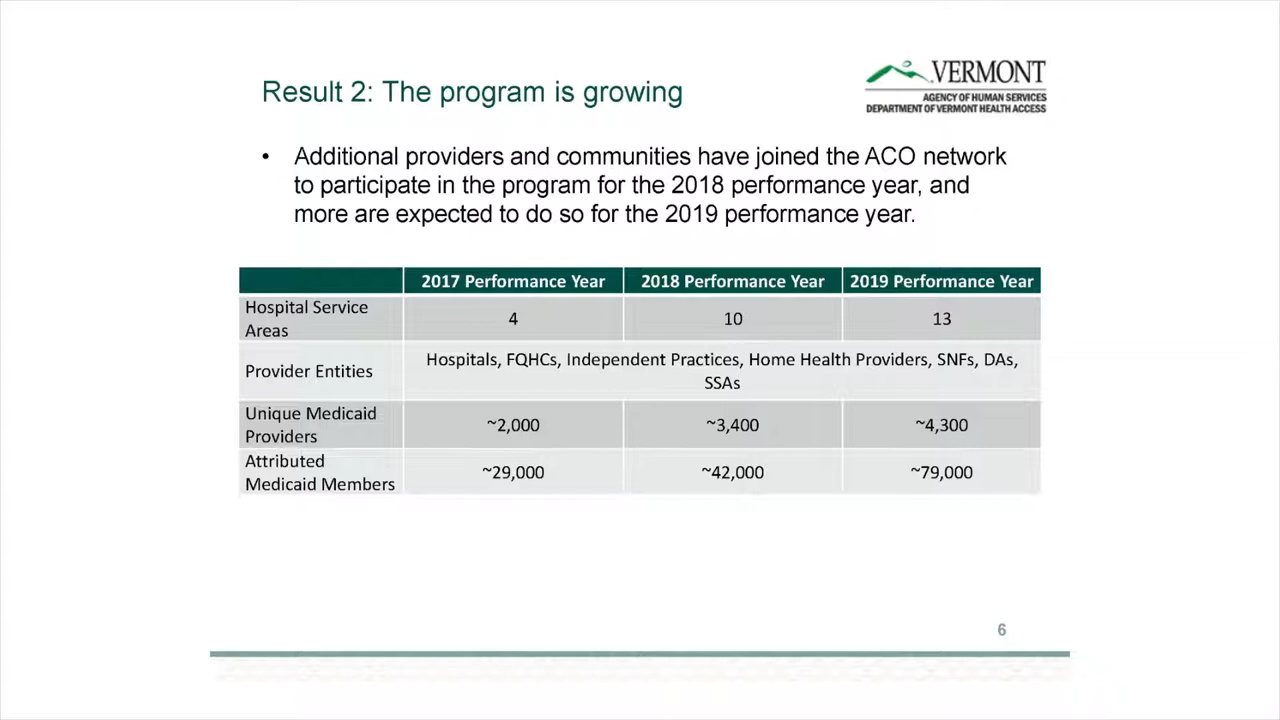 Result 2: The program is growing
VERMONT
AGENCY OF HUMAN SERVICES
DEPARTMENT OF VERMONT HEALTH ACCESS
• Additional providers and communities have joined the ACO network
to participate in the program for the 2018 performance year, and
more are expected to do so for the 2019 performance year.
2017 Performance Year 2018 Performance Year 2019 Performance Year
Hospital Service
Areas
4 10 13
Provider Entities
Hospitals, FQHCs, Independent Practices, Home Health Providers, SNFs, DAs,
SSAs
Unique Medicaid
Providers
~2,000 ~3,400 ~4,300
Attributed
Medicaid Members
~29,000 ~42,000 ~79,000
6